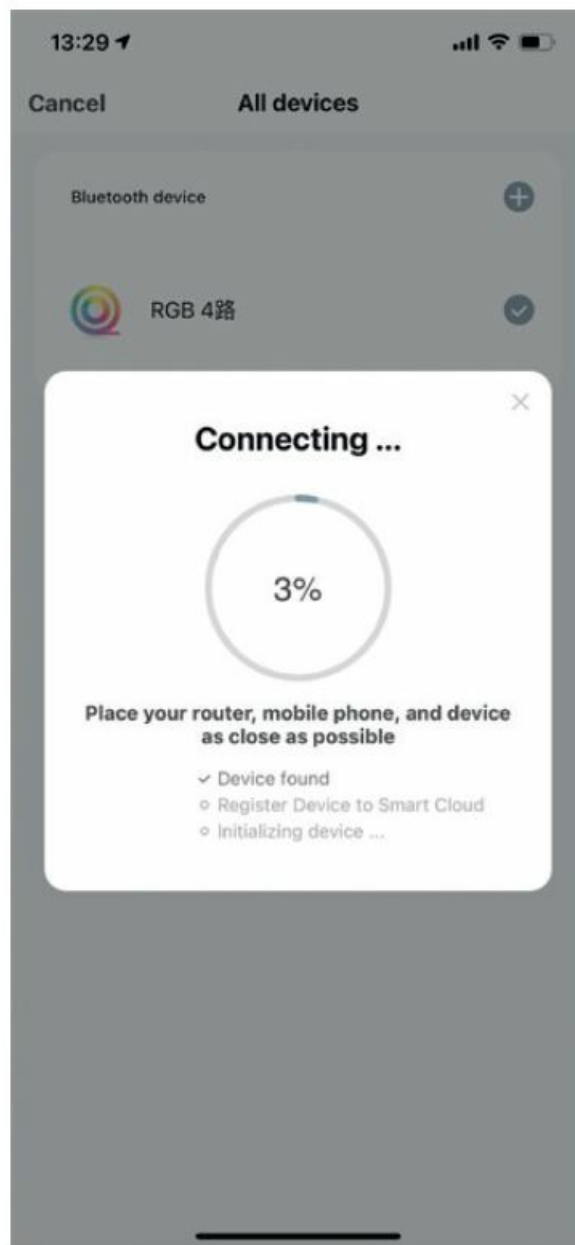 13:29
Cancel
All devices
Bluetooth device
RGB 4路
Connecting ...
3%
Place your router, mobile phone, and device
as close as possible
Device found
Register Device to Smart Cloud
Initializing device ...